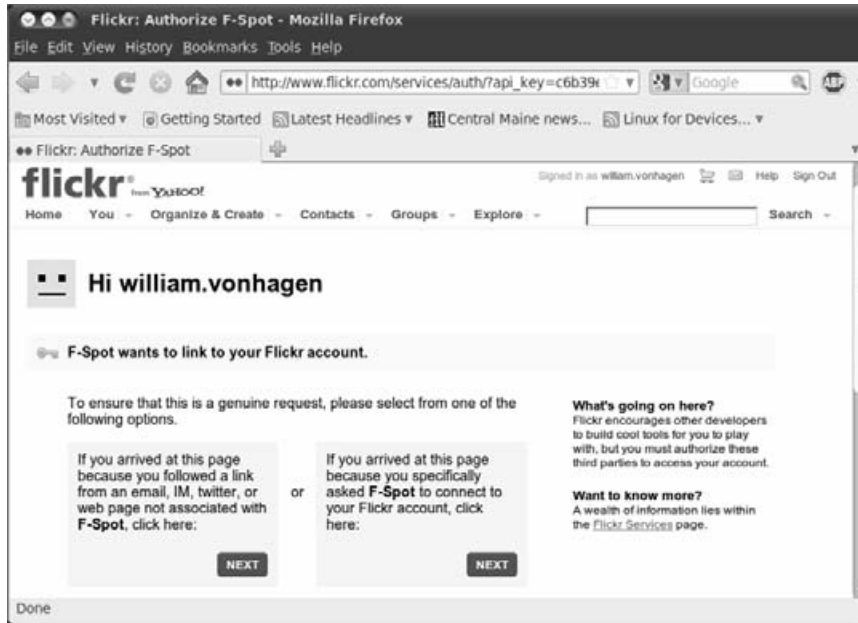 Flickr: Authorize F-Spot - Mozilla Firefox
File Edit View History Bookmarks Tools Help
http://www.flickr.com/services/auth/?api_key=c6b39 Google ABP
Most Visited Getting Started Latest Headlines Central Maine news... Linux for Devices...
Flickr: Authorize F-Spot
flickr from YAHOO!
Signed in as william.vonhagen Help Sign Out
Home You Organize & Create Contacts Groups Explore Search
Hi william.vonhagen
F-Spot wants to link to your Flickr account.
To ensure that this is a genuine request, please select from one of the
following options.
If you arrived at this page
because you followed a link
from an email, IM, twitter, or
web page not associated with
F-Spot, click here:
NEXT
or
If you arrived at this page
because you specifically
asked F-Spot to connect to
your Flickr account, click
here:
NEXT
What's going on here?
Flickr encourages other developers
to build cool tools for you to play
with, but you must authorize these
third parties to access your account.
Want to know more?
A wealth of information lies within
the Flickr Services page.
Done